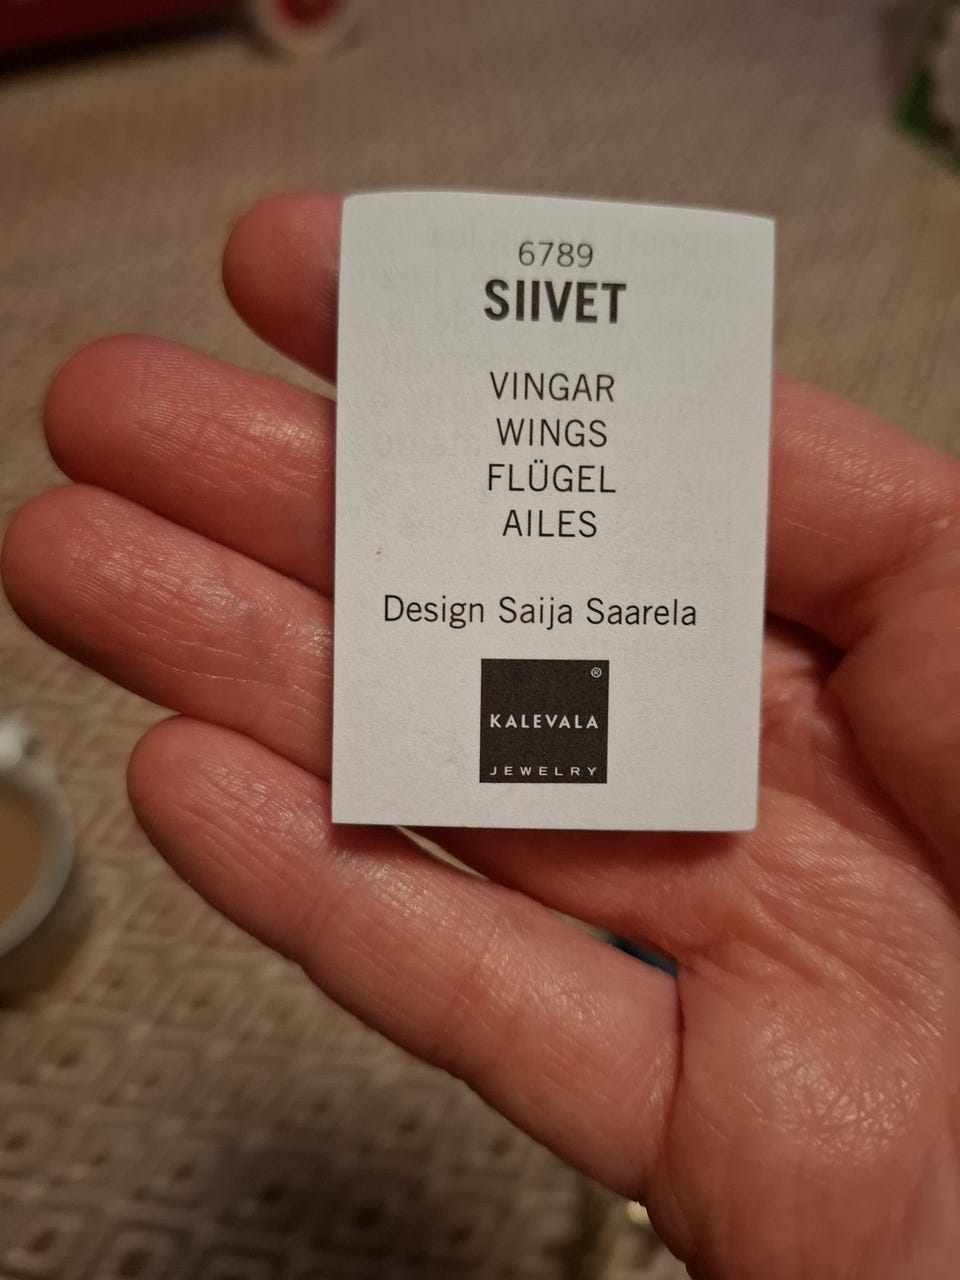 6789
SIIVET
VINGAR
WINGS
FLÜGEL
AILES
Design Saija Saarela
®
KALEVALA
JEWELRY